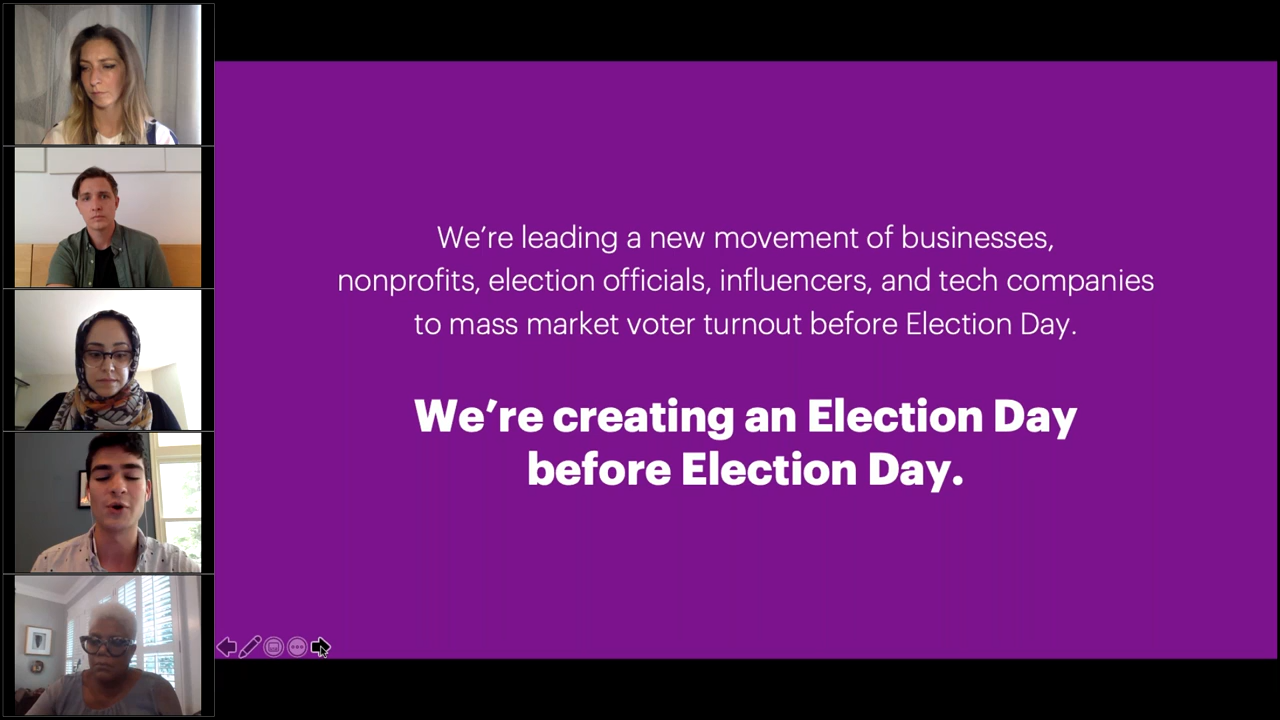 We’re leading a new movement of businesses,
nonprofits, election officials, influencers, and tech companies
to mass market voter turnout before Election Day.
We’re creating an Election Day
before Election Day.